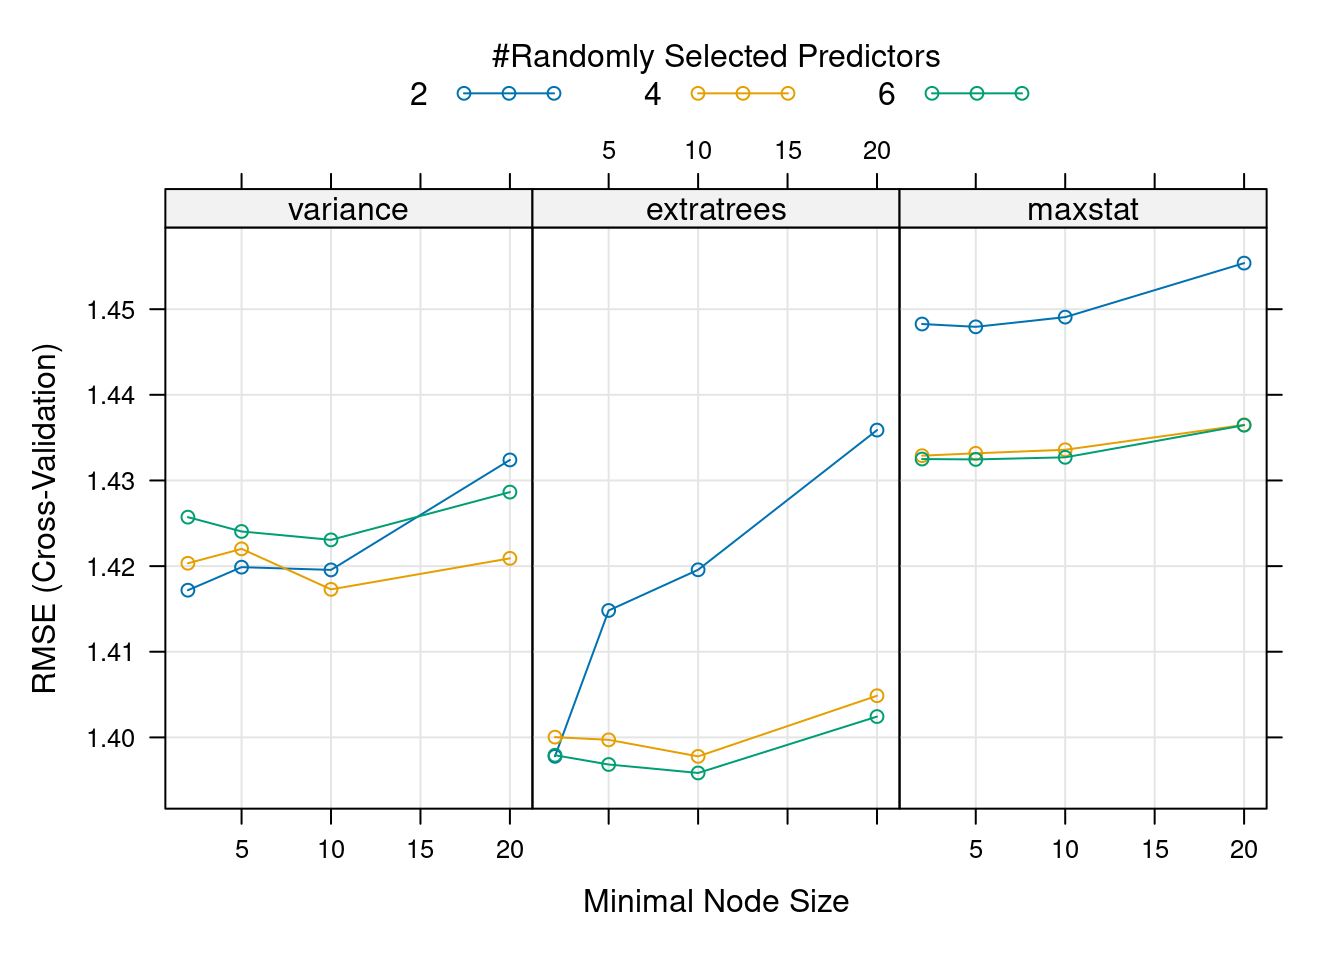 #Randomly Selected Predictors
2 4 6
5 10 15 20
variance extratrees maxstat
1.45
1.44
1.43
1.42
1.41
1.40
RMSE (Cross-Validation)
5 10 15 20 5 10 15 20
Minimal Node Size